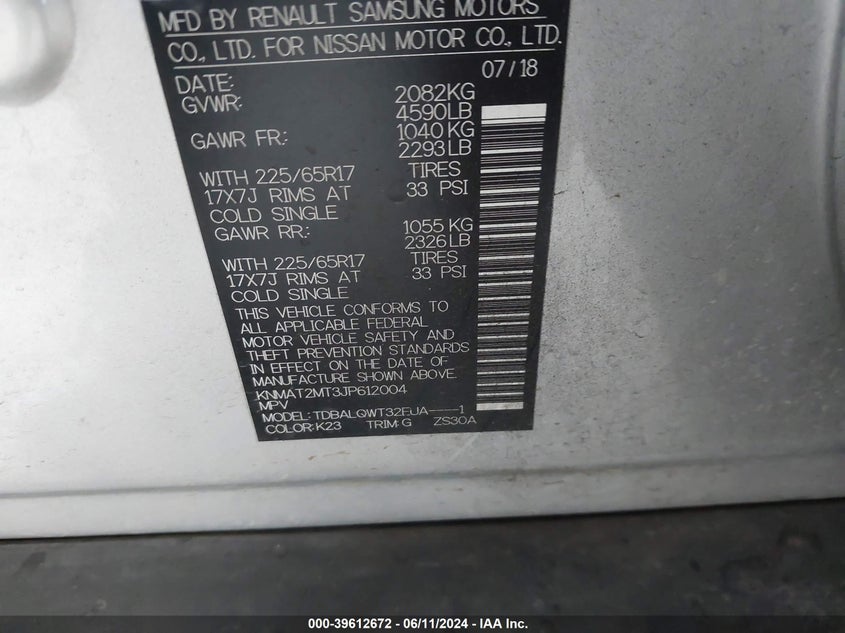 MFD BY RENAULT SAMSUNG MOTORS
CO., LTD. FOR NISSAN MOTOR CO., LTD.
DATE: 07/18
GVWR: 2082KG
4590LB
GAWR FR: 1040KG
2293LB
WITH 225/65R17 TIRES
17X7J RIMS AT 33 PSI
COLD SINGLE
GAWR RR: 1055 KG
2326LB
WITH 225/65R17 TIRES
17X7J RIMS AT 33 PSI
COLD SINGLE
THIS VEHICLE CONFORMS TO
ALL APPLICABLE FEDERAL
MOTOR VEHICLE SAFETY AND
THEFT PREVENTION STANDARDS
IN EFFECT ON THE DATE OF
MANUFACTURE SHOWN ABOVE.
KNMAT2MT3JP612004
MPV
MODEL: TDBALGWT32EUA----1
COLOR:K23 TRIM:G ZS30A
000-39612672 - 06/11/2024 - IAA Inc.